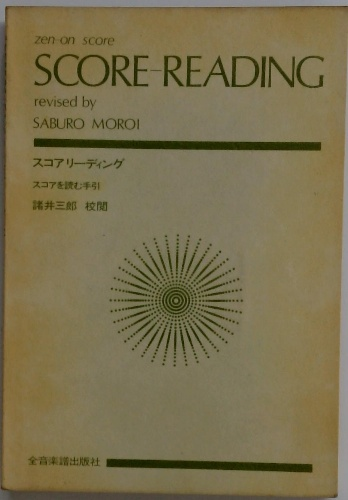 zen-on score
SCORE-READING
revised by
SABURO MOROI
スコアリーディング
スコアを読む手引
諸井三郎 校閲
全音楽譜出版社